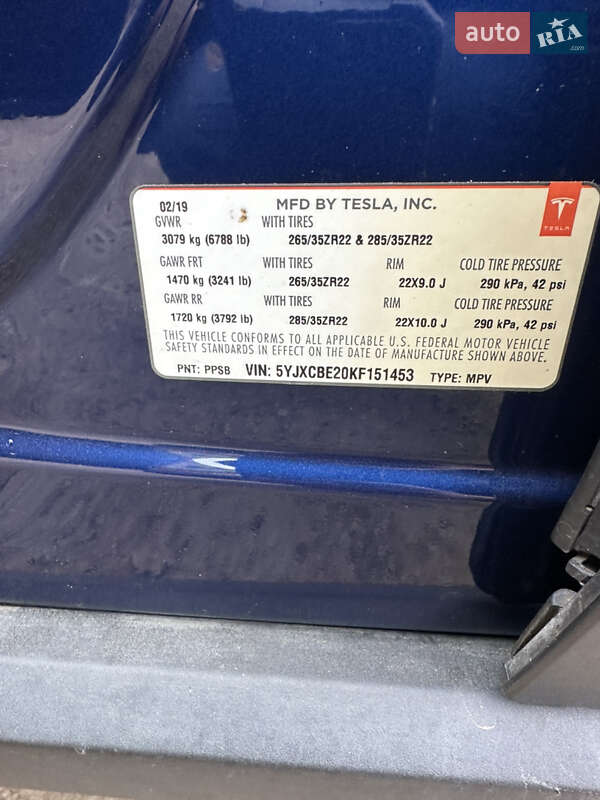 auto RIA .com
02/19 MFD BY TESLA, INC.
GVWR WITH TIRES
3079 kg (6788 lb) 265/35ZR22 & 285/35ZR22
TESLA
GAWR FRT WITH TIRES RIM COLD TIRE PRESSURE
1470 kg (3241 lb) 265/35ZR22 22X9.0 J 290 kPa, 42 psi
GAWR RR WITH TIRES RIM COLD TIRE PRESSURE
1720 kg (3792 lb) 285/35ZR22 22X10.0 J 290 kPa, 42 psi
THIS VEHICLE CONFORMS TO ALL APPLICABLE U.S. FEDERAL MOTOR VEHICLE
SAFETY STANDARDS IN EFFECT ON THE DATE OF MANUFACTURE SHOWN ABOVE.
PNT: PPSB VIN: 5YJXCBE20KF151453 TYPE: MPV